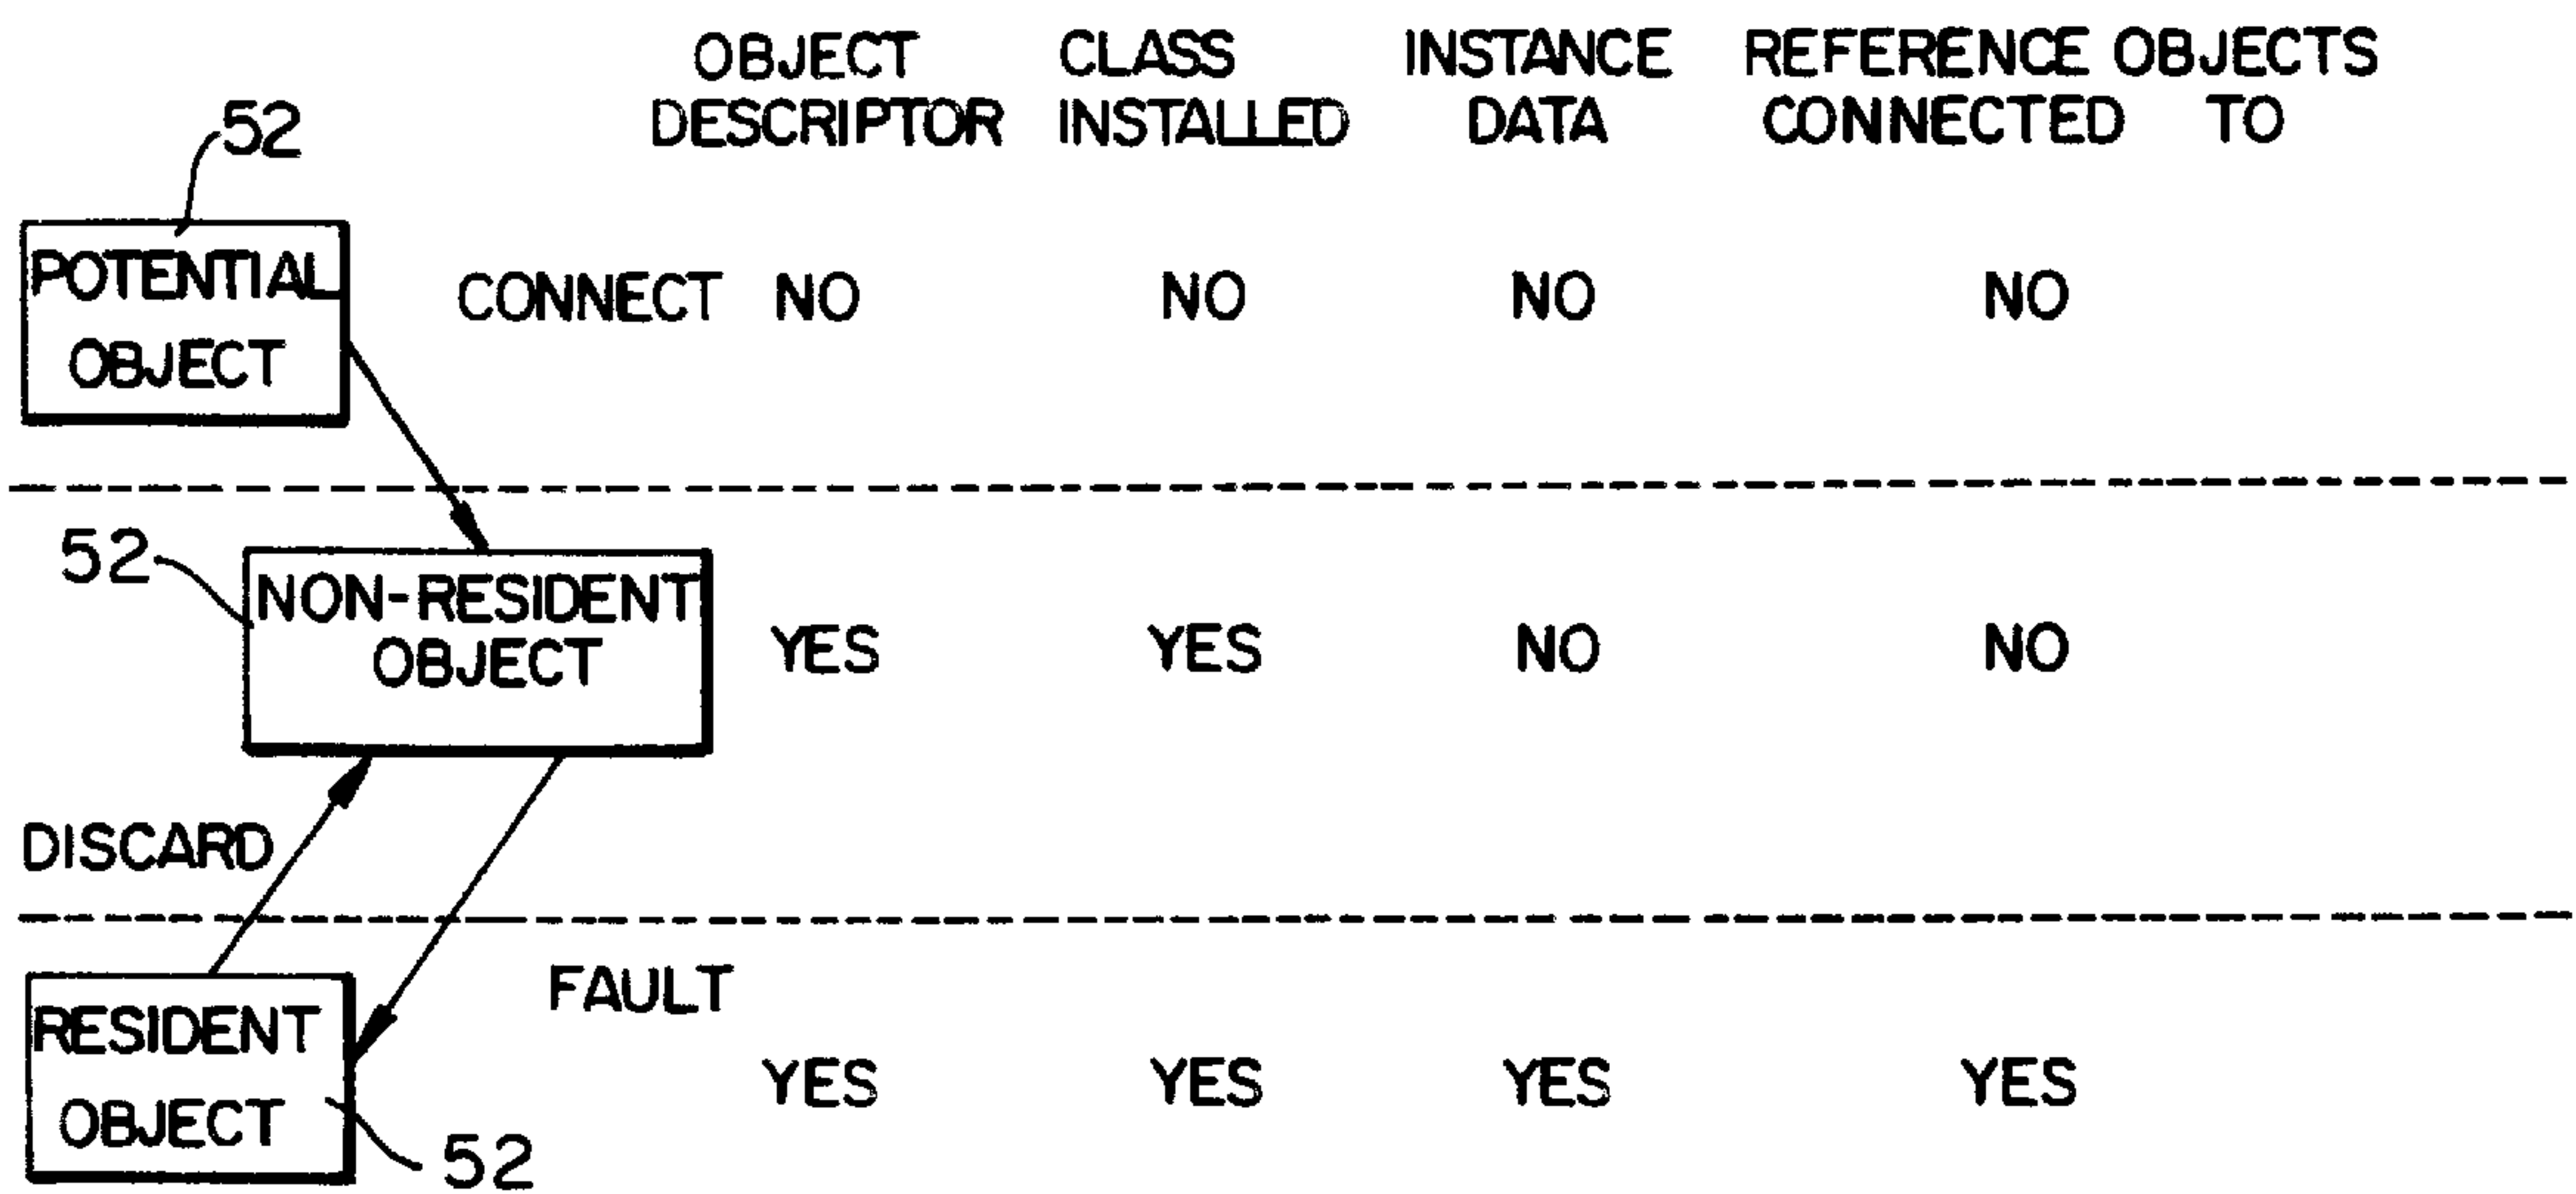 OBJECT DESCRIPTOR
CLASS INSTALLED
INSTANCE DATA
REFERENCE OBJECTS CONNECTED TO
52
POTENTIAL
OBJECT
CONNECT NO NO NO NO
52
NON-RESIDENT
OBJECT
YES YES NO NO
DISCARD
FAULT
RESIDENT
OBJECT
YES YES YES YES
52